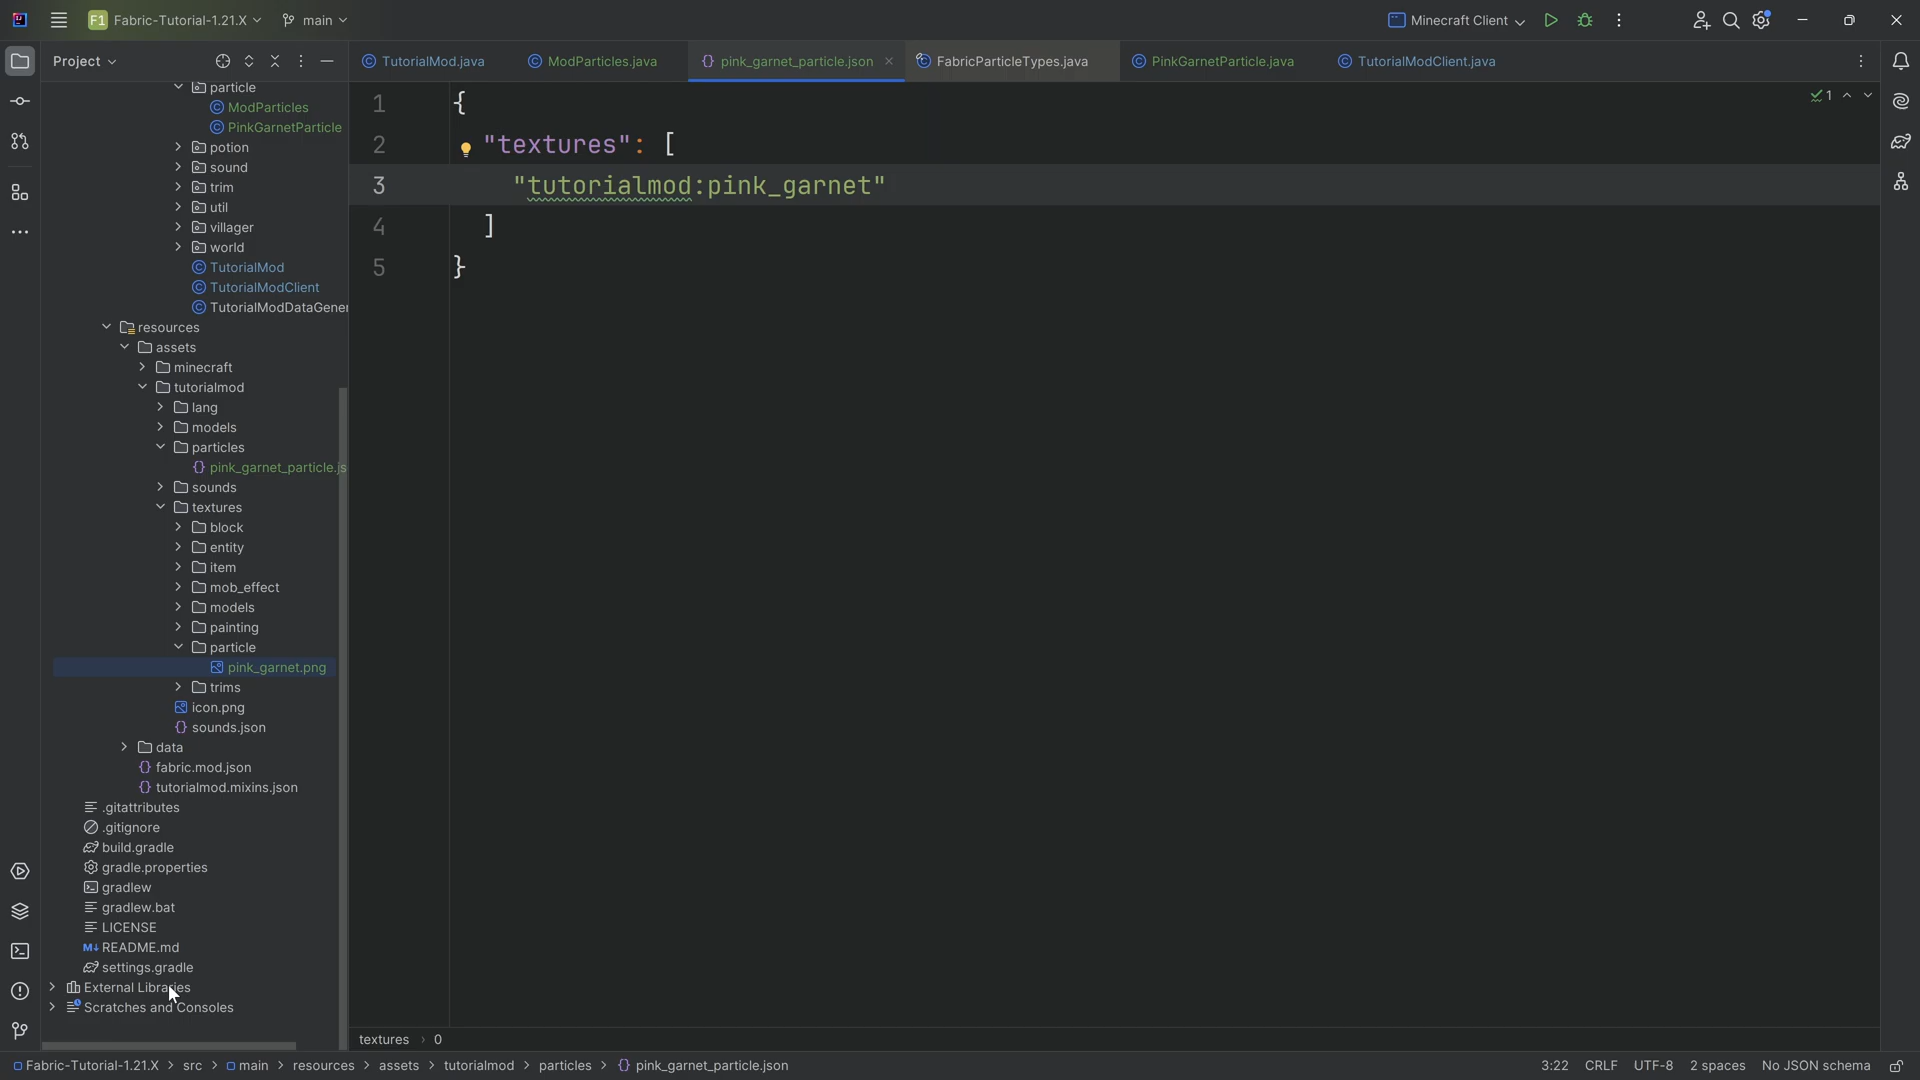 F1 Fabric-Tutorial-1.21.X main Minecraft Client
Project
TutorialMod.java ModParticles.java pink_garnet_particle.json FabricParticleTypes.java PinkGarnetParticle.java TutorialModClient.java
particle
ModParticles
PinkGarnetParticle
potion
sound
trim
util
villager
world
TutorialMod
TutorialModClient
TutorialModDataGener
resources
assets
minecraft
tutorialmod
lang
models
particles
pink_garnet_particle.js
sounds
textures
block
entity
item
mob_effect
models
painting
particle
pink_garnet.png
trims
icon.png
sounds.json
data
fabric.mod.json
tutorialmod.mixins.json
.gitattributes
.gitignore
build.gradle
gradle.properties
gradlew
gradlew.bat
LICENSE
M↓ README.md
settings.gradle
External Libraries
Scratches and Consoles
1 {
2 "textures": [
3 "tutorialmod:pink_garnet"
4 ]
5 }
1
textures › 0
Fabric-Tutorial-1.21.X › src › main › resources › assets › tutorialmod › particles › {} pink_garnet_particle.json
3:22 CRLF UTF-8 2 spaces No JSON schema